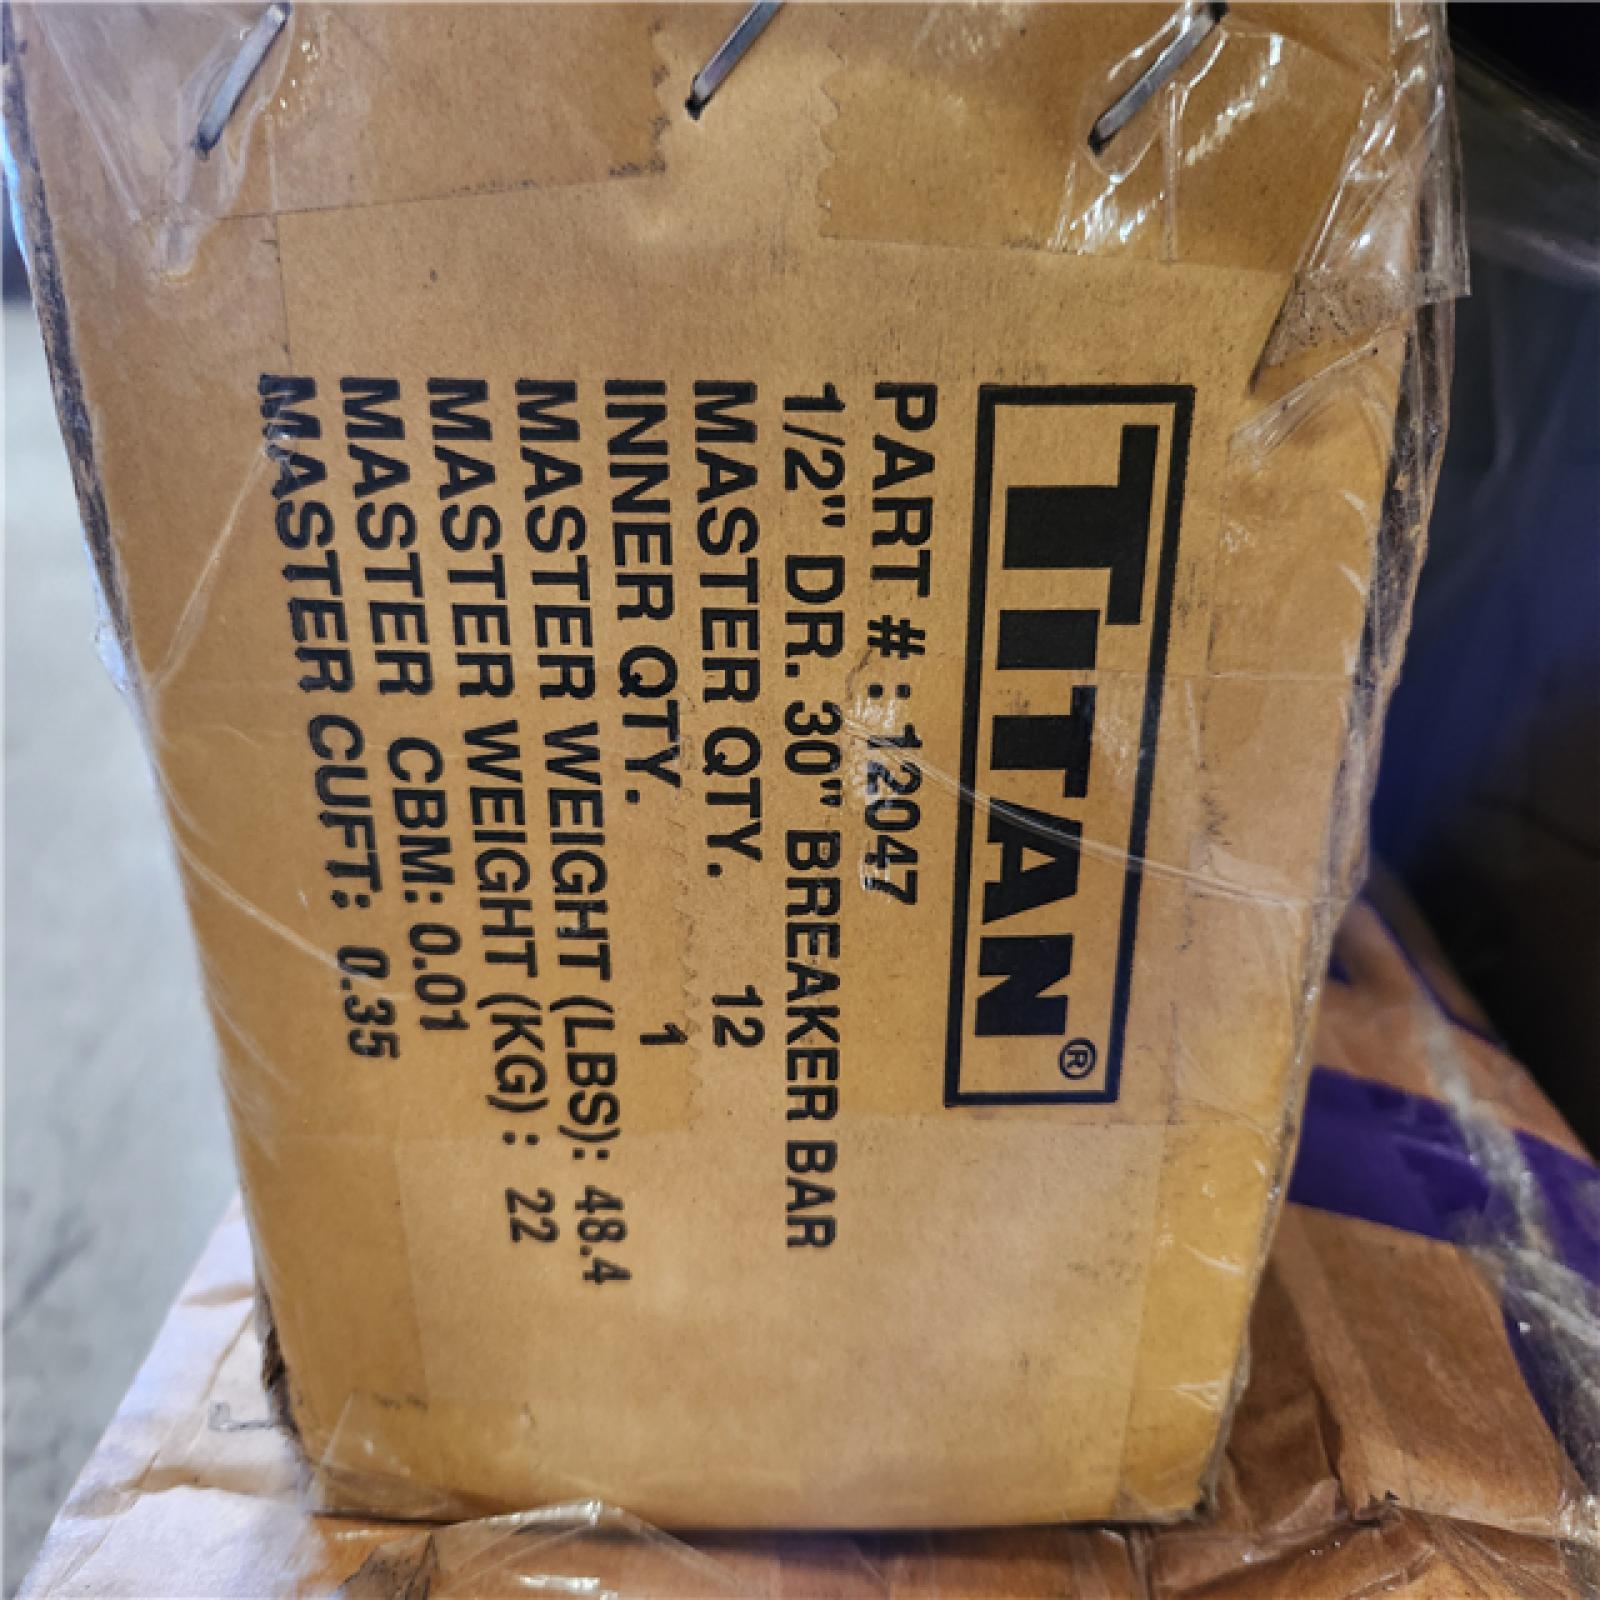 TITAN®
PART # : 12047
1/2" DR. 30" BREAKER BAR
MASTER QTY. 12
INNER QTY. 1
MASTER WEIGHT (LBS): 48.4
MASTER WEIGHT (KG) : 22
MASTER CBM: 0.01
MASTER CUFT: 0.35